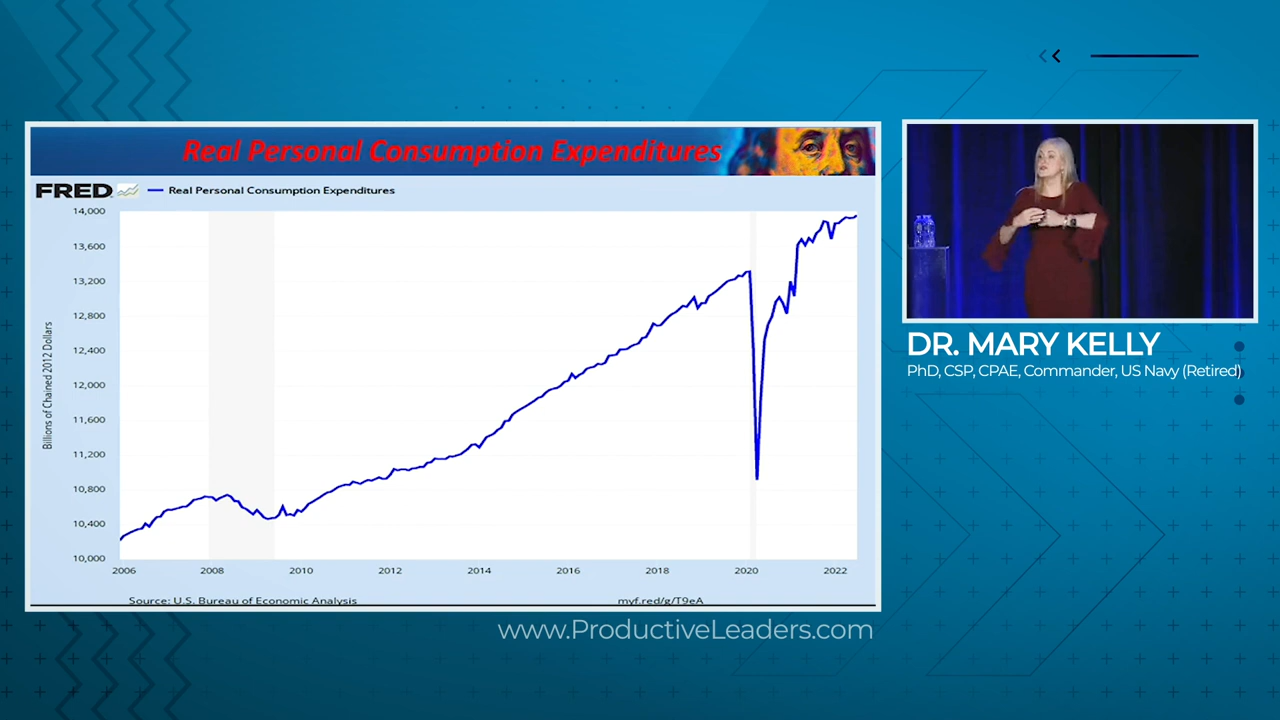 Real Personal Consumption Expenditures
FRED
Real Personal Consumption Expenditures
14,000
13,600
13,200
12,800
12,400
12,000
11,600
11,200
10,800
10,400
10,000
Billions of Chained 2012 Dollars
2006 2008 2010 2012 2014 2016 2018 2020 2022
Source: U.S. Bureau of Economic Analysis myf.red/g/T9eA
DR. MARY KELLY
PhD, CSP, CPAE, Commander, US Navy (Retired)
www.ProductiveLeaders.com